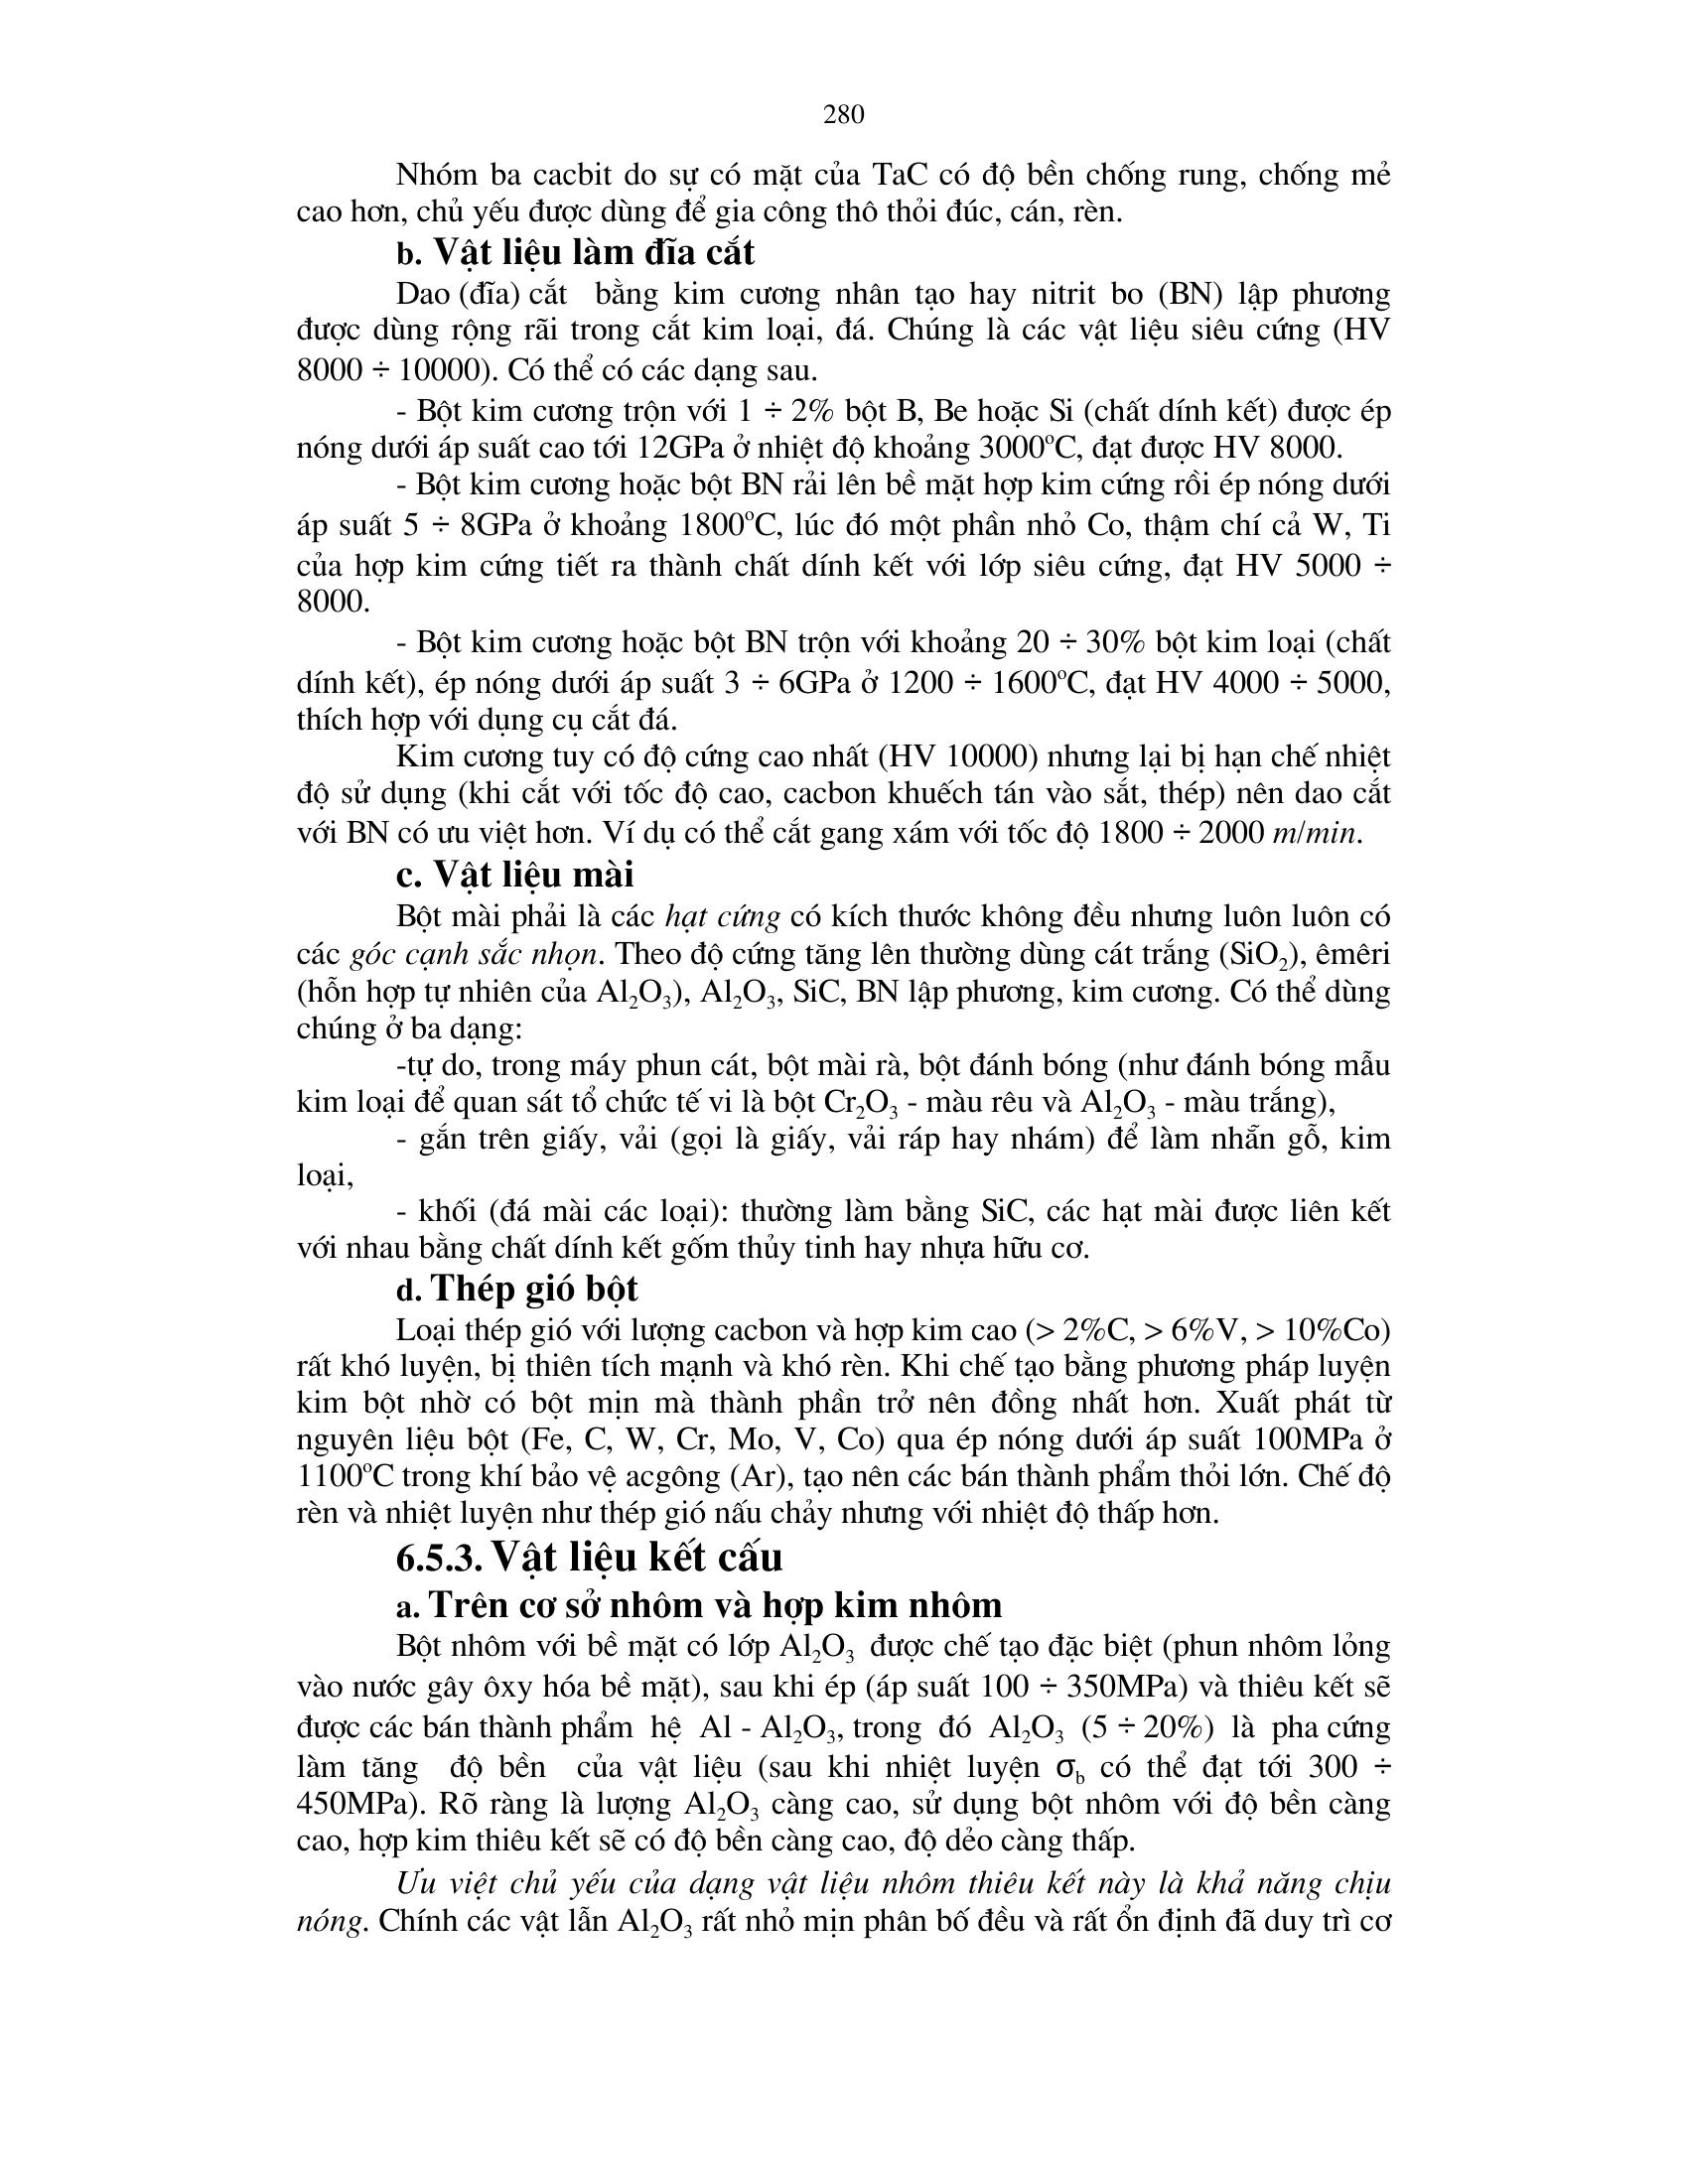 280
Nhóm ba cacbit do sự có mặt của TaC có độ bền chống rung, chống mẻ
cao hơn, chủ yếu được dùng để gia công thô thỏi đúc, cán, rèn.
b. Vật liệu làm đĩa cắt
Dao (đĩa) cắt bằng kim cương nhân tạo hay nitrit bo (BN) lập phương
được dùng rộng rãi trong cắt kim loại, đá. Chúng là các vật liệu siêu cứng (HV
8000 ÷ 10000). Có thể có các dạng sau.
- Bột kim cương trộn với 1 ÷ 2% bột B, Be hoặc Si (chất dính kết) được ép
nóng dưới áp suất cao tới 12GPa ở nhiệt độ khoảng 3000ºC, đạt được HV 8000.
- Bột kim cương hoặc bột BN rải lên bề mặt hợp kim cứng rồi ép nóng dưới
áp suất 5 ÷ 8GPa ở khoảng 1800ºC, lúc đó một phần nhỏ Co, thậm chí cả W, Ti
của hợp kim cứng tiết ra thành chất dính kết với lớp siêu cứng, đạt HV 5000 ÷
8000.
- Bột kim cương hoặc bột BN trộn với khoảng 20 ÷ 30% bột kim loại (chất
dính kết), ép nóng dưới áp suất 3 ÷ 6GPa ở 1200 ÷ 1600ºC, đạt HV 4000 ÷ 5000,
thích hợp với dụng cụ cắt đá.
Kim cương tuy có độ cứng cao nhất (HV 10000) nhưng lại bị hạn chế nhiệt
độ sử dụng (khi cắt với tốc độ cao, cacbon khuếch tán vào sắt, thép) nên dao cắt
với BN có ưu việt hơn. Ví dụ có thể cắt gang xám với tốc độ 1800 ÷ 2000 m/min.
c. Vật liệu mài
Bột mài phải là các hạt cứng có kích thước không đều nhưng luôn luôn có
các góc cạnh sắc nhọn. Theo độ cứng tăng lên thường dùng cát trắng (SiO₂), êmêri
(hỗn hợp tự nhiên của Al₂O₃), Al₂O₃, SiC, BN lập phương, kim cương. Có thể dùng
chúng ở ba dạng:
-tự do, trong máy phun cát, bột mài rà, bột đánh bóng (như đánh bóng mẫu
kim loại để quan sát tổ chức tế vi là bột Cr₂O₃ - màu rêu và Al₂O₃ - màu trắng),
- gắn trên giấy, vải (gọi là giấy, vải ráp hay nhám) để làm nhẵn gỗ, kim
loại,
- khối (đá mài các loại): thường làm bằng SiC, các hạt mài được liên kết
với nhau bằng chất dính kết gốm thủy tinh hay nhựa hữu cơ.
d. Thép gió bột
Loại thép gió với lượng cacbon và hợp kim cao (> 2%C, > 6%V, > 10%Co)
rất khó luyện, bị thiên tích mạnh và khó rèn. Khi chế tạo bằng phương pháp luyện
kim bột nhờ có bột mịn mà thành phần trở nên đồng nhất hơn. Xuất phát từ
nguyên liệu bột (Fe, C, W, Cr, Mo, V, Co) qua ép nóng dưới áp suất 100MPa ở
1100ºC trong khí bảo vệ acgông (Ar), tạo nên các bán thành phẩm thỏi lớn. Chế độ
rèn và nhiệt luyện như thép gió nấu chảy nhưng với nhiệt độ thấp hơn.
6.5.3. Vật liệu kết cấu
a. Trên cơ sở nhôm và hợp kim nhôm
Bột nhôm với bề mặt có lớp Al₂O₃ được chế tạo đặc biệt (phun nhôm lỏng
vào nước gây ôxy hóa bề mặt), sau khi ép (áp suất 100 ÷ 350MPa) và thiêu kết sẽ
được các bán thành phẩm hệ Al - Al₂O₃, trong đó Al₂O₃ (5 ÷ 20%) là pha cứng
làm tăng độ bền của vật liệu (sau khi nhiệt luyện σb có thể đạt tới 300 ÷
450MPa). Rõ ràng là lượng Al₂O₃ càng cao, sử dụng bột nhôm với độ bền càng
cao, hợp kim thiêu kết sẽ có độ bền càng cao, độ dẻo càng thấp.
Ưu việt chủ yếu của dạng vật liệu nhôm thiêu kết này là khả năng chịu
nóng. Chính các vật lẫn Al₂O₃ rất nhỏ mịn phân bố đều và rất ổn định đã duy trì cơ